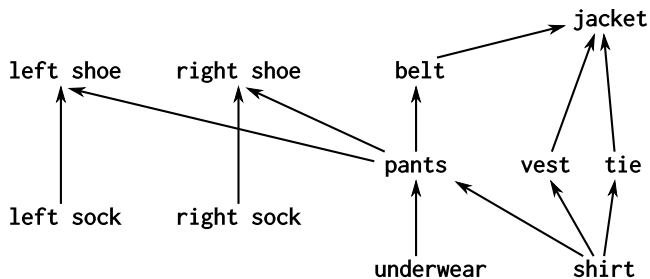 jacket
left shoe right shoe belt
pants vest tie
left sock right sock
underwear shirt